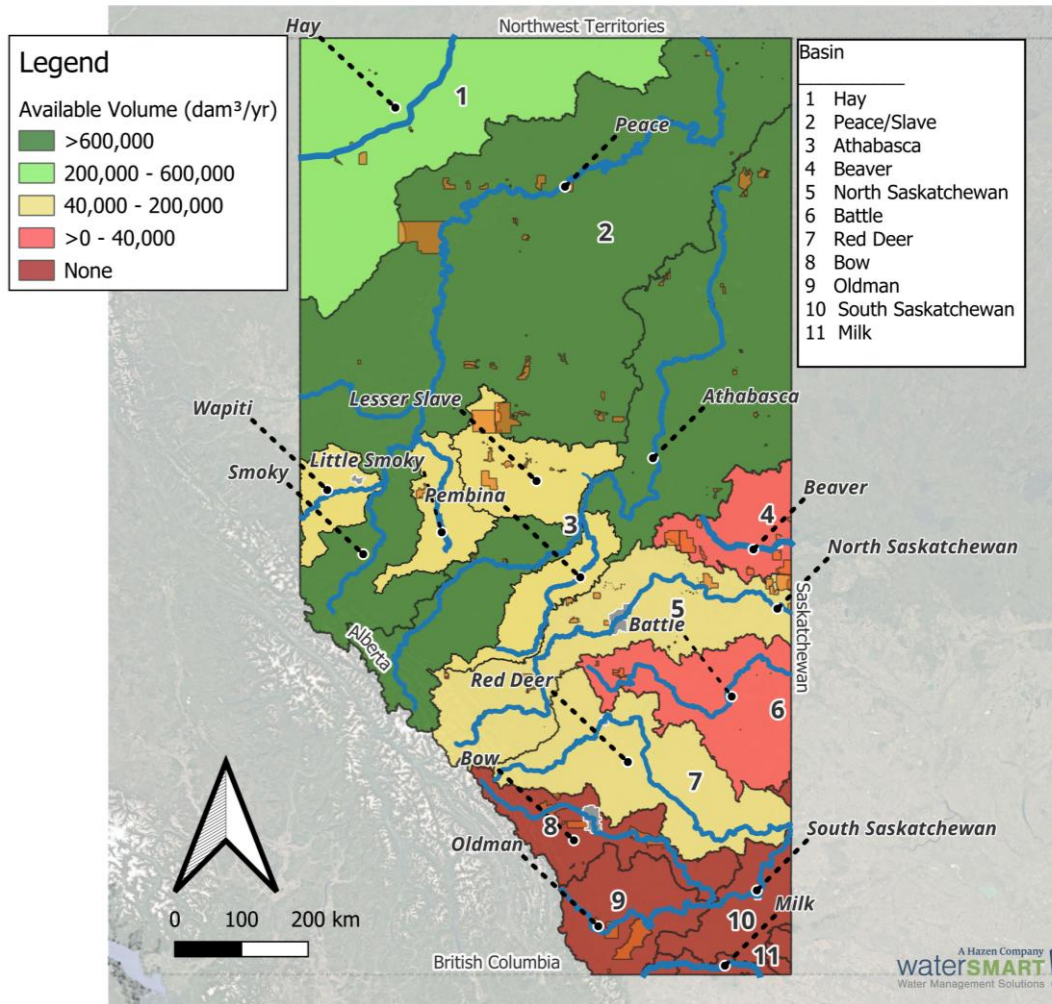 Northwest Territories
Hay
Legend
Available Volume (dam³/yr)
>600,000
200,000 - 600,000
40,000 - 200,000
>0 - 40,000
None
Basin
1 Hay
2 Peace/Slave
3 Athabasca
4 Beaver
5 North Saskatchewan
6 Battle
7 Red Deer
8 Bow
9 Oldman
10 South Saskatchewan
11 Milk
1
Peace
2
Wapiti
Lesser Slave
Athabasca
Smoky
Little Smoky
Pembina
3
4
Beaver
North Saskatchewan
5
Battle
Saskatchewan
Alberta
Red Deer
6
Bow
7
8
Oldman
South Saskatchewan
9
10
Milk
11
0 100 200 km
British Columbia
A Hazen Company
waterSMART
Water Management Solutions